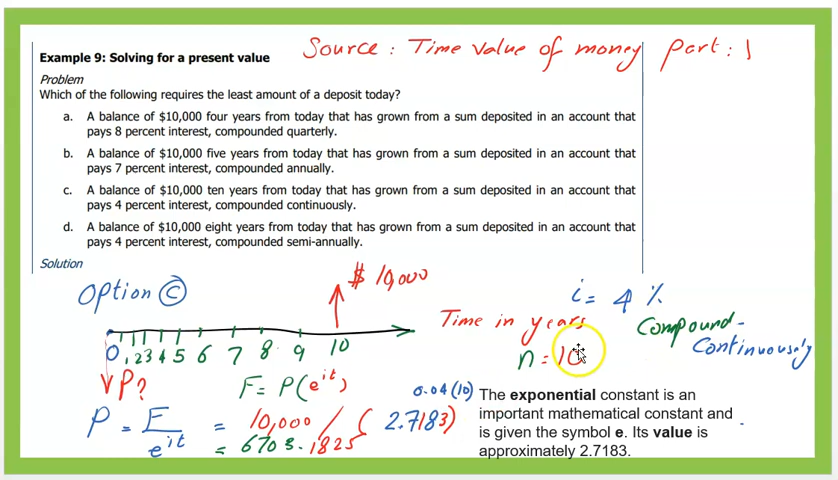 Source: Time value of money part: 1
Example 9: Solving for a present value
Problem
Which of the following requires the least amount of a deposit today?
a. A balance of $10,000 four years from today that has grown from a sum deposited in an account that
pays 8 percent interest, compounded quarterly.
b. A balance of $10,000 five years from today that has grown from a sum deposited in an account that
pays 7 percent interest, compounded annually.
c. A balance of $10,000 ten years from today that has grown from a sum deposited in an account that
pays 4 percent interest, compounded continuously.
d. A balance of $10,000 eight years from today that has grown from a sum deposited in an account that
pays 4 percent interest, compounded semi-annually.
Solution
Option ©
$ 10,000
i = 4 %
Time in years
Compound-
Continuousely
0 1 2 3 4 5 6 7 8 9 10
n = 10
P?
F = P(e^it)
P = F/e^it = 10,000 / (2.7183)^0.04(10)
= 6703.1825
The exponential constant is an
important mathematical constant and
is given the symbol e. Its value is
approximately 2.7183.